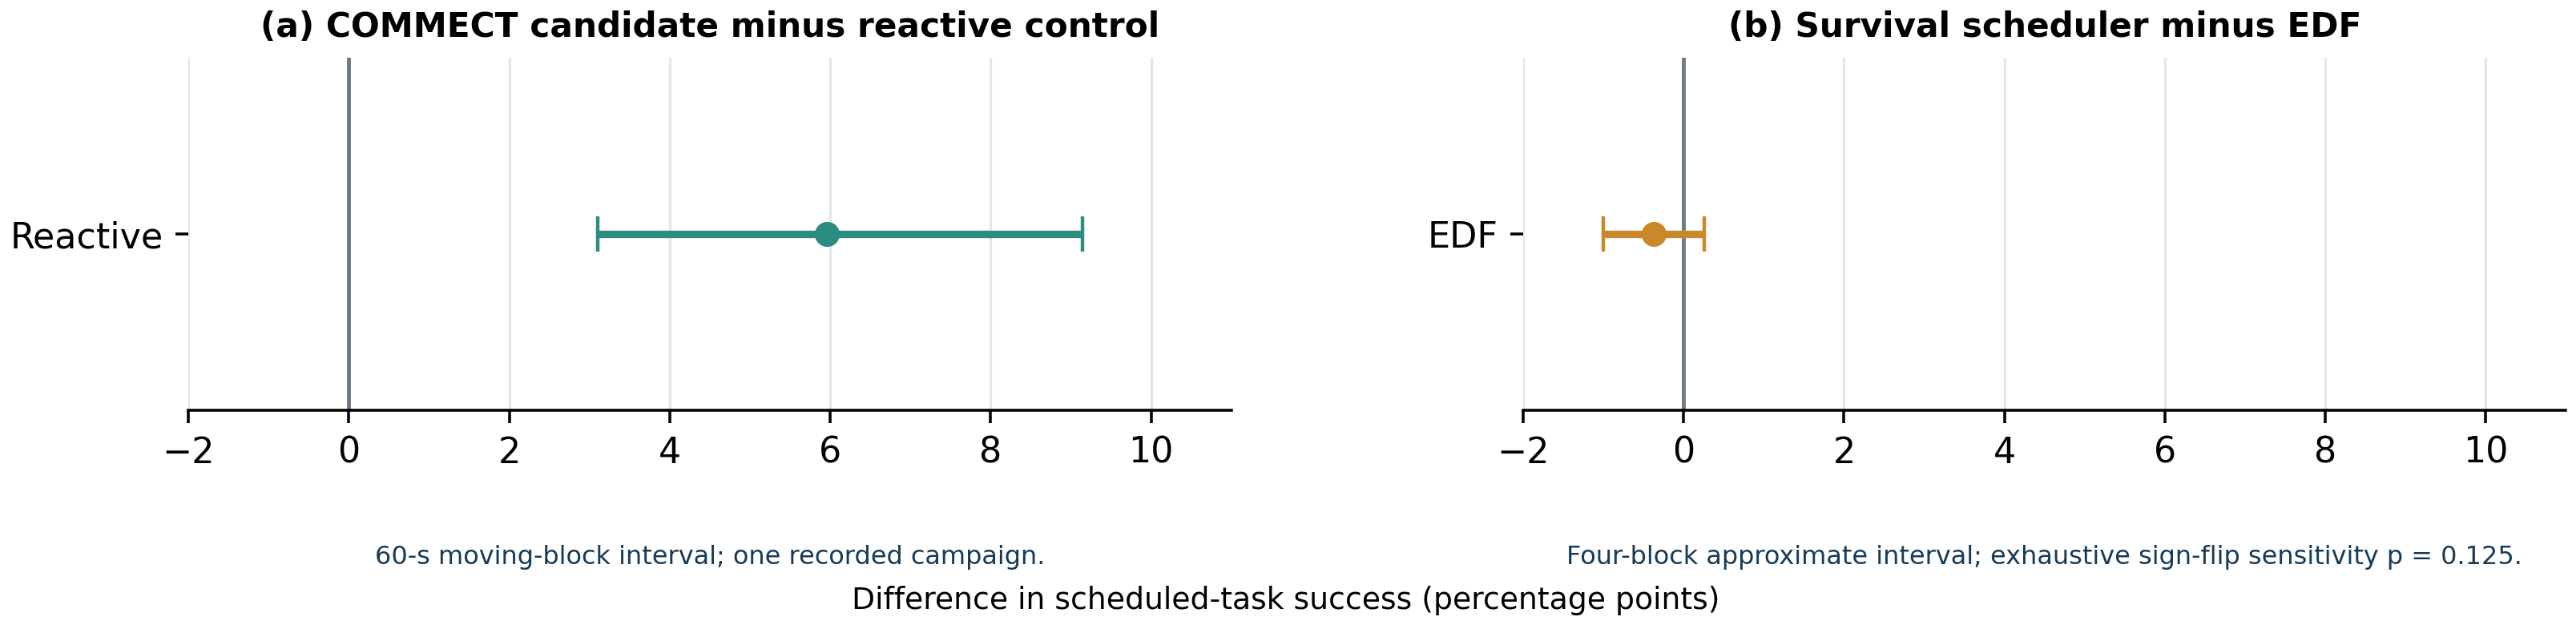 (a) COMMECT candidate minus reactive control
Reactive
−2 0 2 4 6 8 10
60-s moving-block interval; one recorded campaign.
(b) Survival scheduler minus EDF
EDF
−2 0 2 4 6 8 10
Four-block approximate interval; exhaustive sign-flip sensitivity p = 0.125.
Difference in scheduled-task success (percentage points)